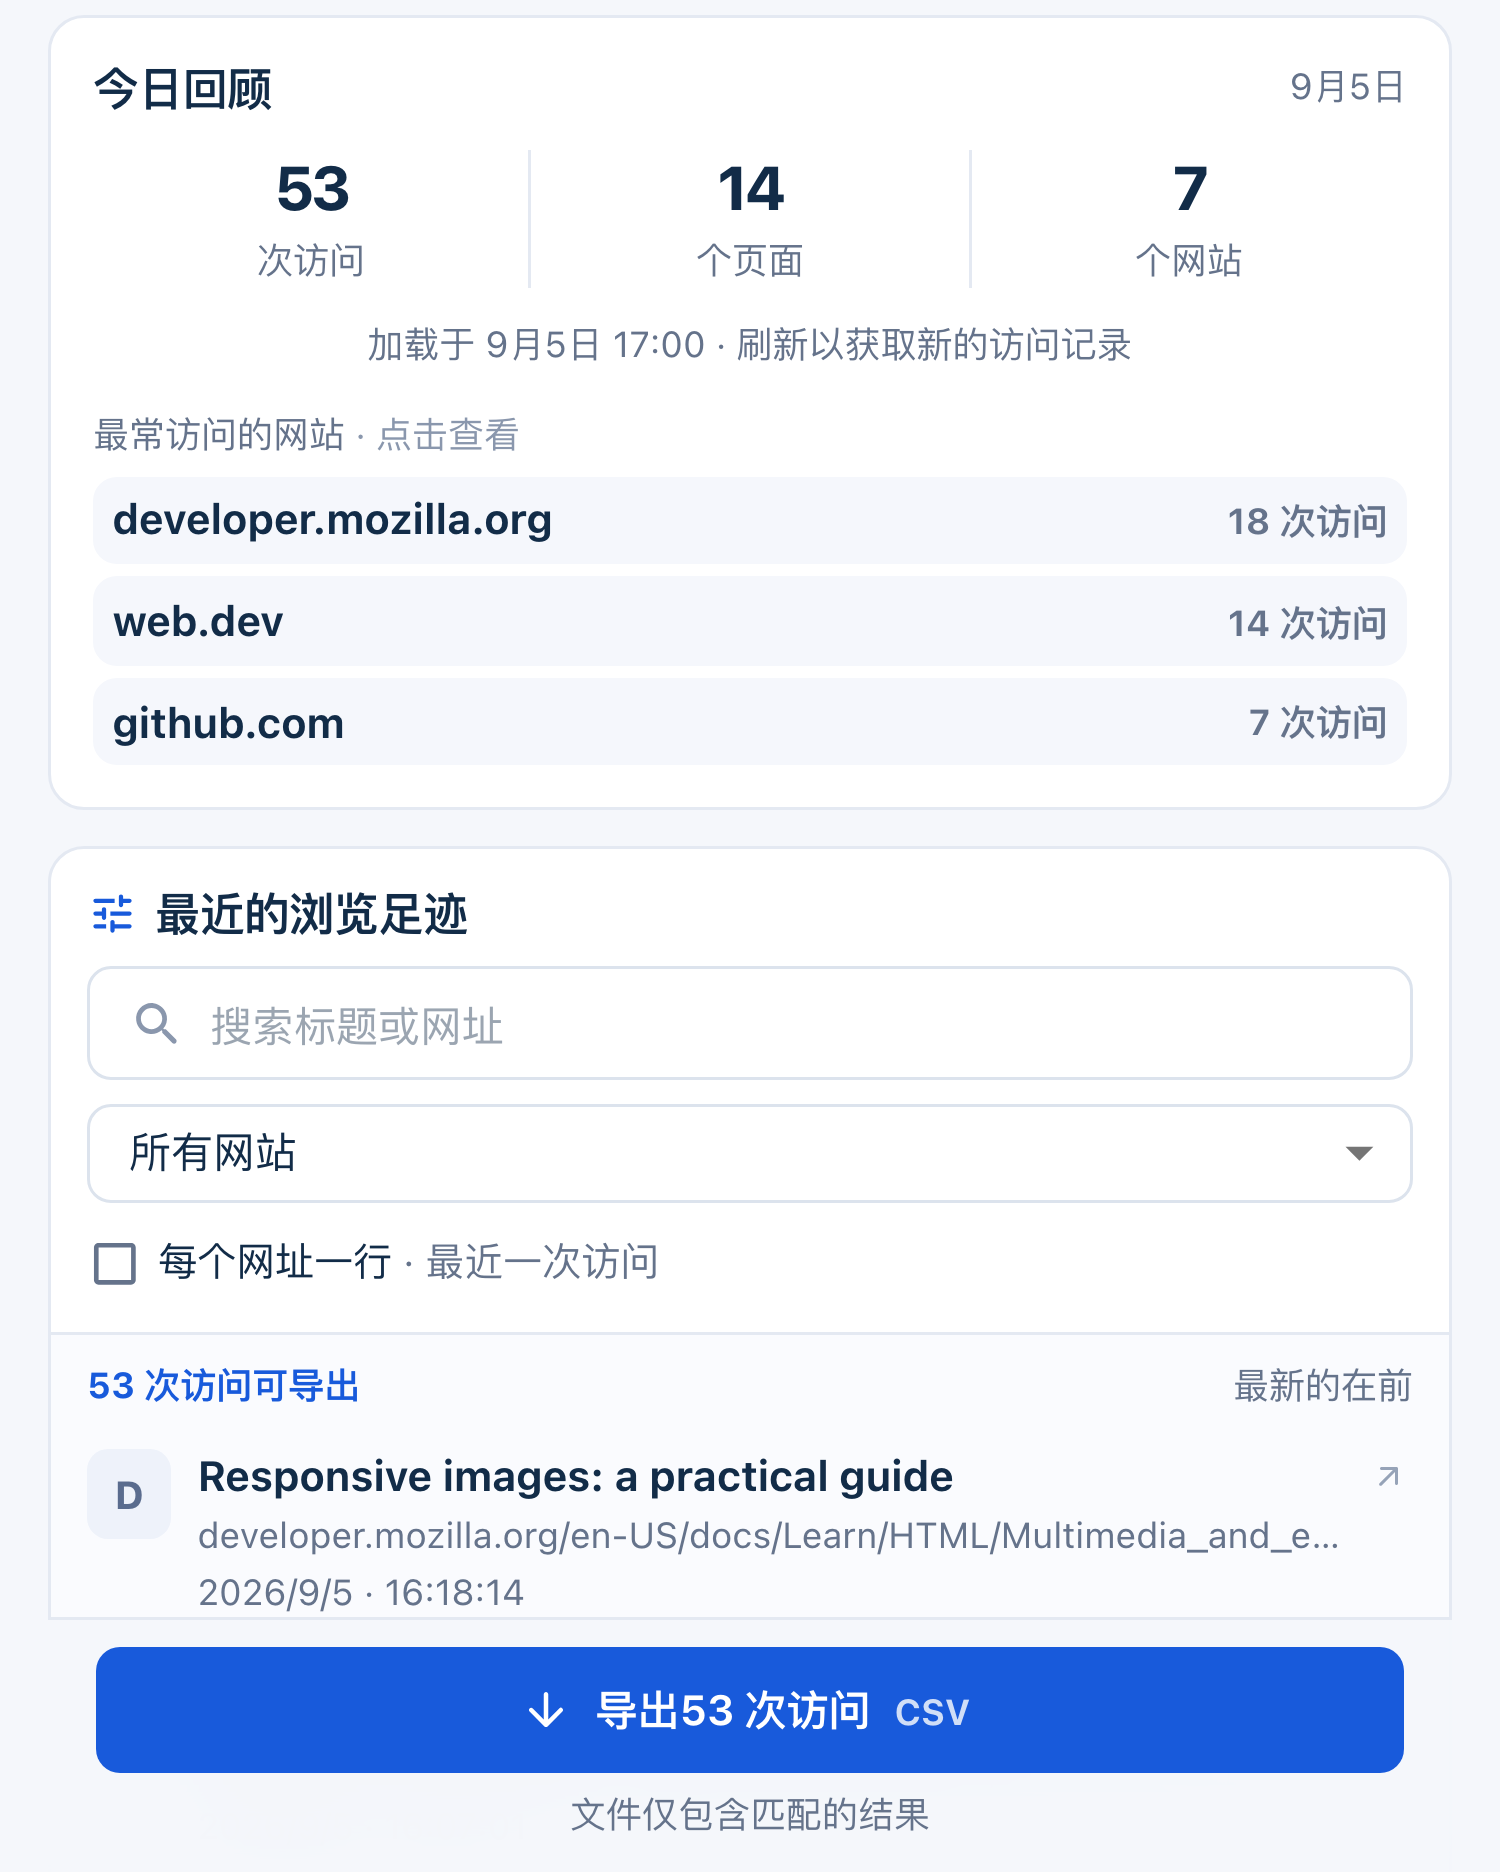 今日回顾
9月5日
53
次访问
14
个页面
7
个网站
加载于 9月5日 17:00 · 刷新以获取新的访问记录
最常访问的网站 · 点击查看
developer.mozilla.org
18 次访问
web.dev
14 次访问
github.com
7 次访问
最近的浏览足迹
搜索标题或网址
所有网站
每个网址一行 · 最近一次访问
53 次访问可导出
最新的在前
D
Responsive images: a practical guide
developer.mozilla.org/en-US/docs/Learn/HTML/Multimedia_and_e...
2026/9/5 · 16:18:14
导出53 次访问 CSV
文件仅包含匹配的结果